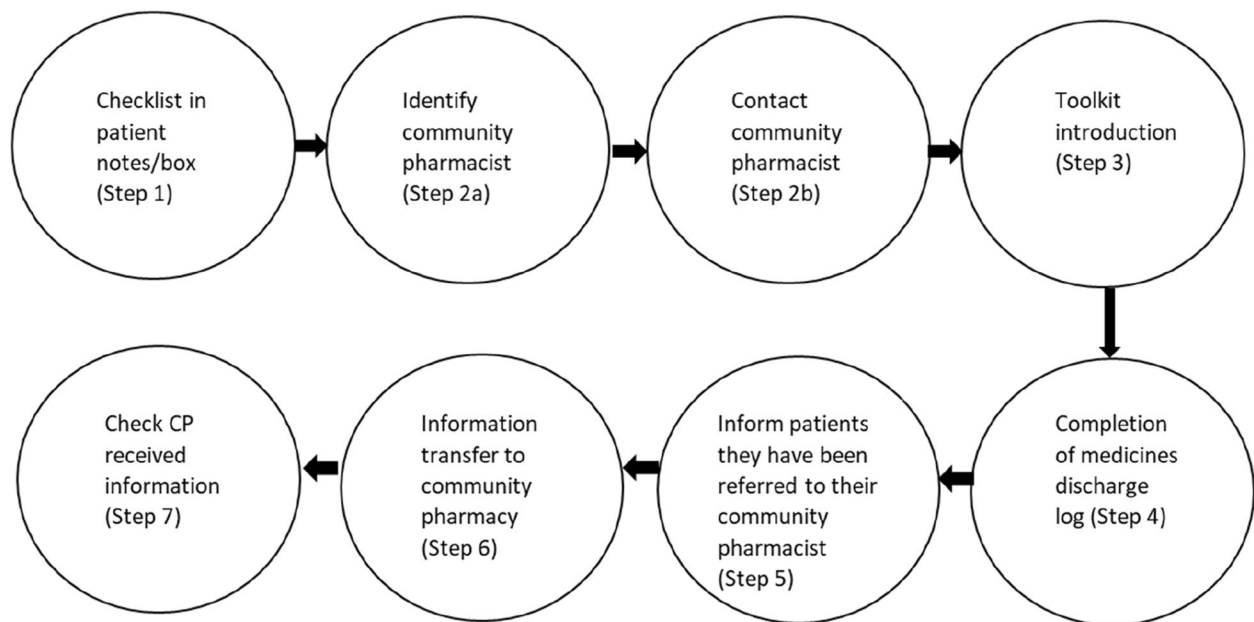 Checklist in
patient
notes/box
(Step 1)
Identify
community
pharmacist
(Step 2a)
Contact
community
pharmacist
(Step 2b)
Toolkit
introduction
(Step 3)
Completion
of medicines
discharge
log (Step 4)
Inform patients
they have been
referred to their
community
pharmacist
(Step 5)
Information
transfer to
community
pharmacy
(Step 6)
Check CP
received
information
(Step 7)